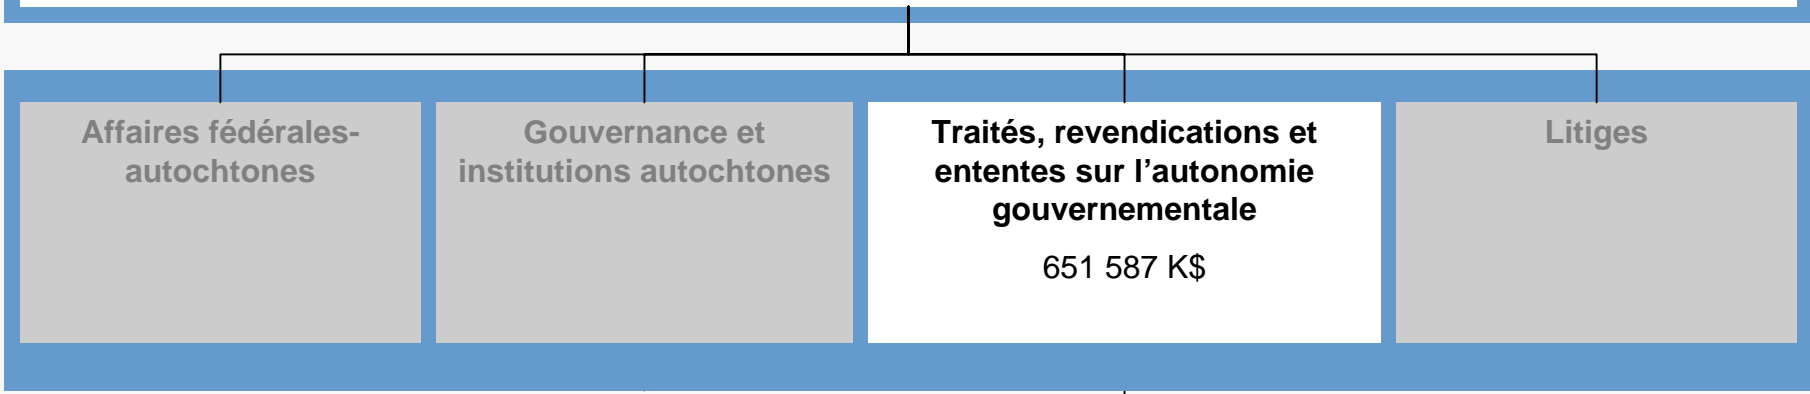 Affaires fédérales-
autochtones
Gouvernance et
institutions autochtones
Traités, revendications et
ententes sur l’autonomie
gouvernementale
651 587 K$
Litiges